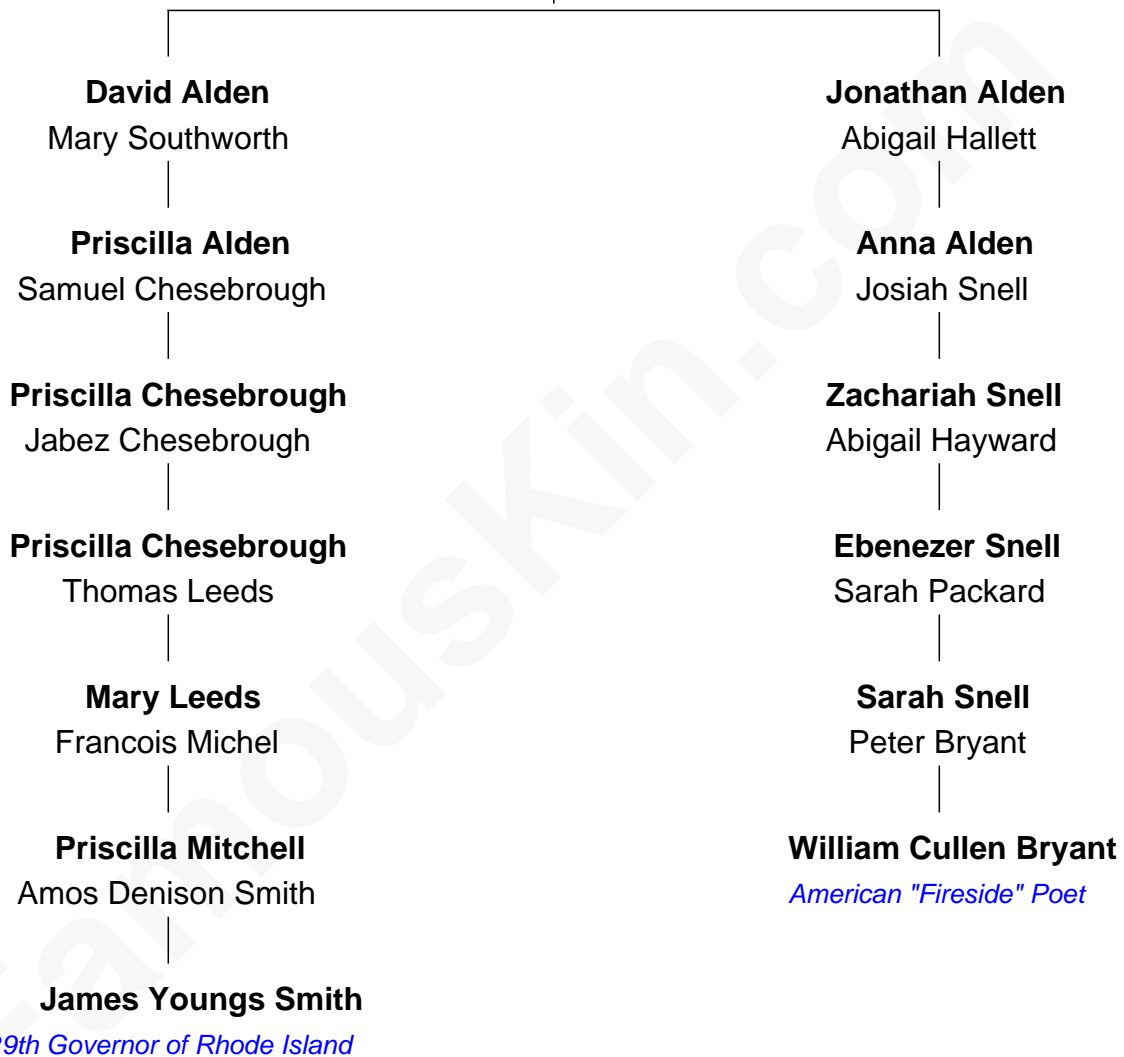 David Alden
Mary Southworth
Priscilla Alden
Samuel Chesebrough
Priscilla Chesebrough
Jabez Chesebrough
Priscilla Chesebrough
Thomas Leeds
Mary Leeds
Francois Michel
Priscilla Mitchell
Amos Denison Smith
James Youngs Smith
29th Governor of Rhode Island
Jonathan Alden
Abigail Hallett
Anna Alden
Josiah Snell
Zachariah Snell
Abigail Hayward
Ebenezer Snell
Sarah Packard
Sarah Snell
Peter Bryant
William Cullen Bryant
American "Fireside" Poet
FamousKin.com